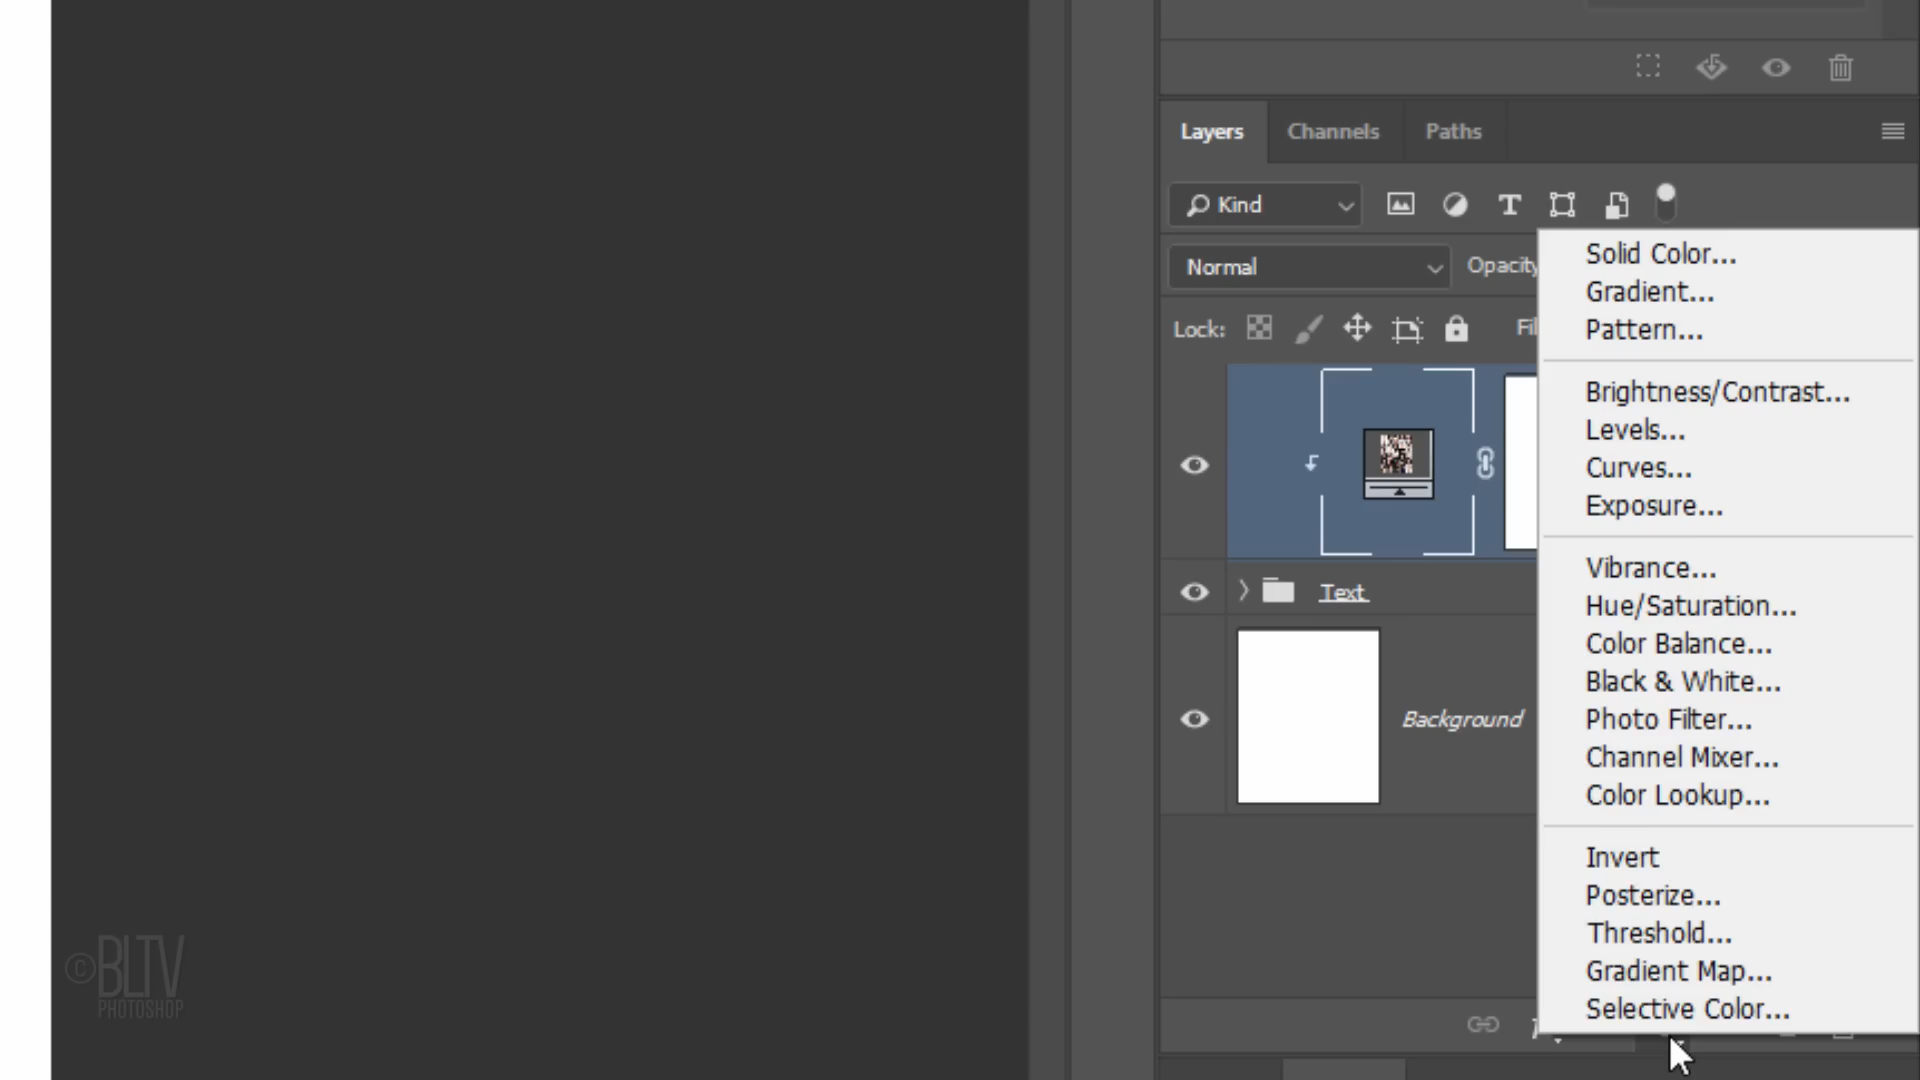 Layers Channels Paths
Kind
Normal Opacity
Lock:
Text
Background
Solid Color...
Gradient...
Pattern...
Brightness/Contrast...
Levels...
Curves...
Exposure...
Vibrance...
Hue/Saturation...
Color Balance...
Black & White...
Photo Filter...
Channel Mixer...
Color Lookup...
Invert
Posterize...
Threshold...
Gradient Map...
Selective Color...
©BLTV
PHOTOSHOP